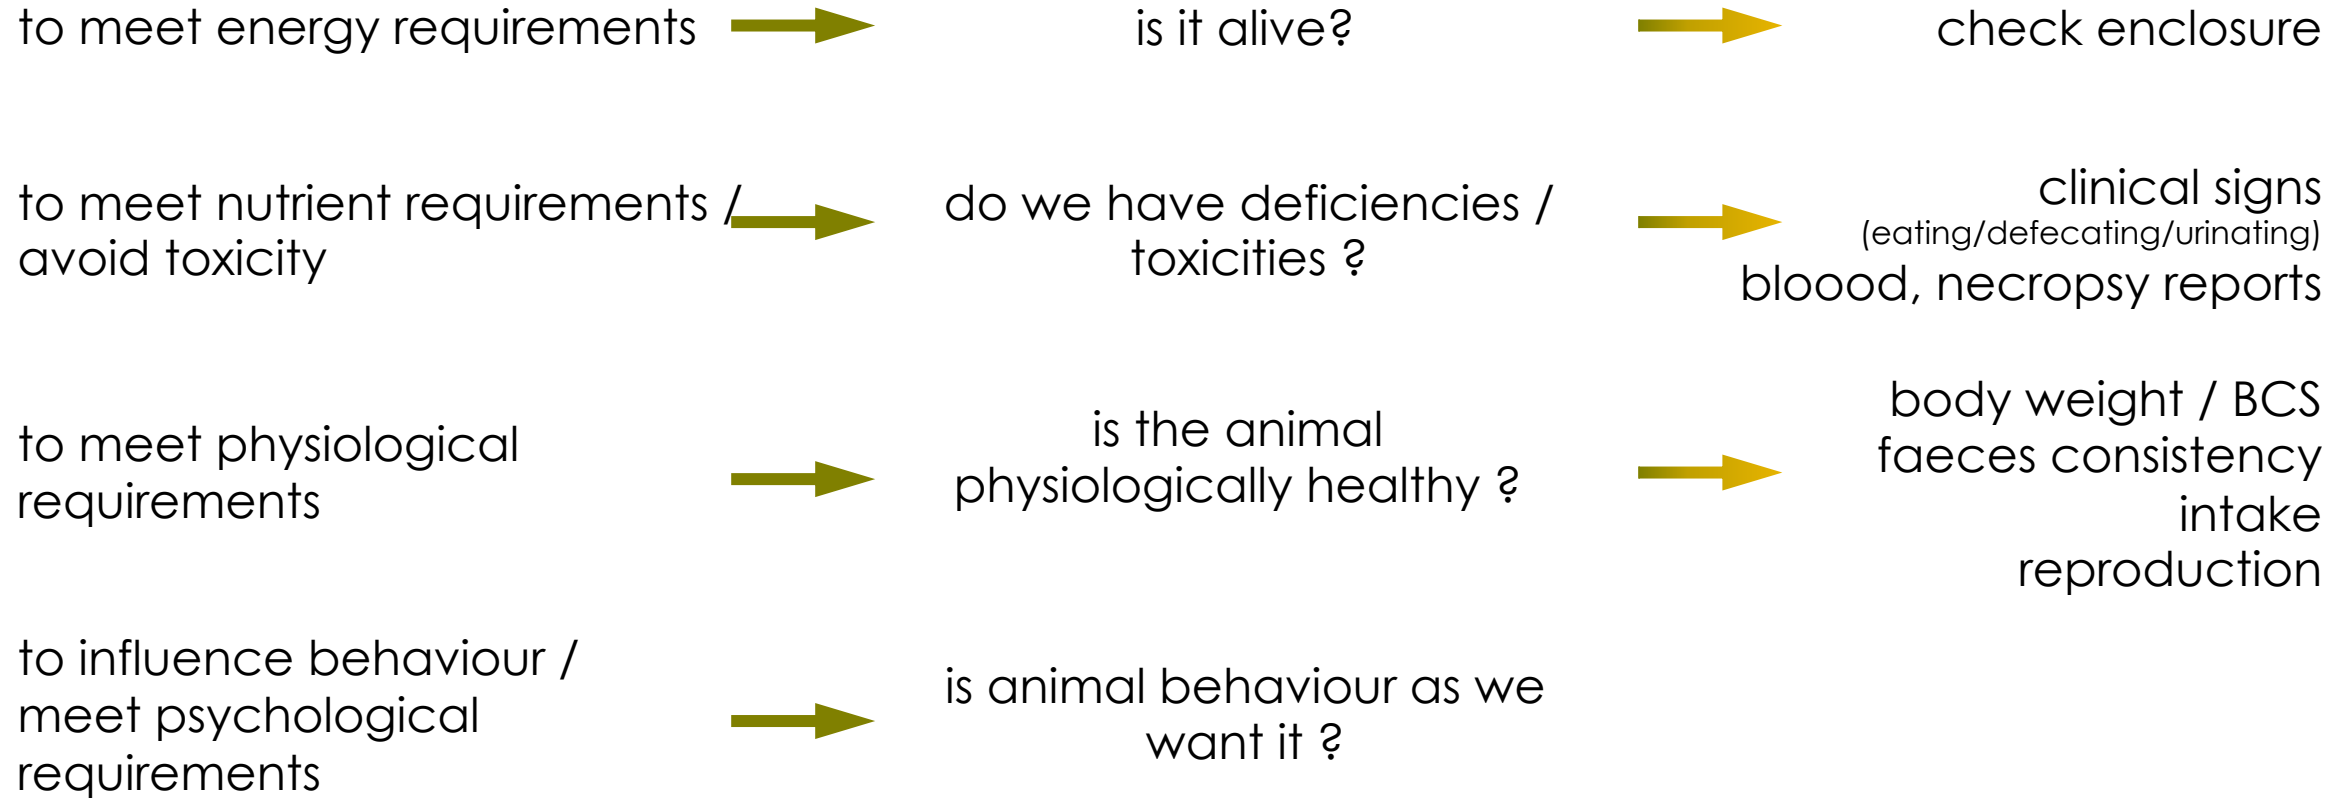 to meet energy requirements
is it alive?
check enclosure
to meet nutrient requirements /
avoid toxicity
do we have deficiencies /
toxicities ?
clinical signs
(eating/defecating/urinating)
bloood, necropsy reports
to meet physiological
requirements
is the animal
physiologically healthy ?
body weight / BCS
faeces consistency
intake
reproduction
to influence behaviour /
meet psychological
requirements
is animal behaviour as we
want it ?